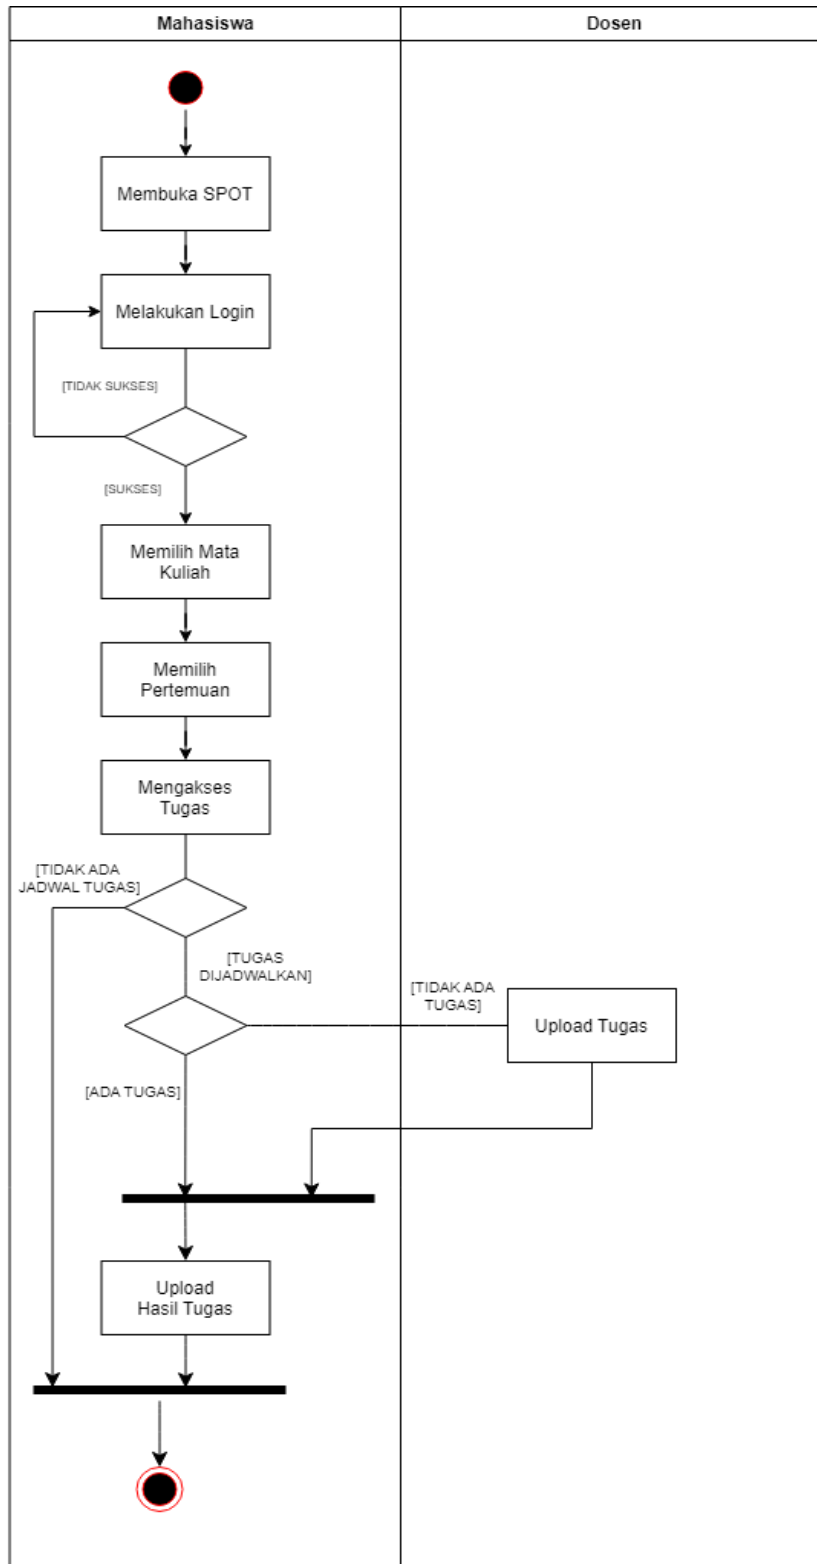 Mahasiswa
Dosen
Membuka SPOT
Melakukan Login
[TIDAK SUKSES]
[SUKSES]
Memilih Mata
Kuliah
Memilih
Pertemuan
Mengakses
Tugas
[TIDAK ADA
JADWAL TUGAS]
[TUGAS
DIJADWALKAN]
[TIDAK ADA
TUGAS]
Upload Tugas
[ADA TUGAS]
Upload
Hasil Tugas